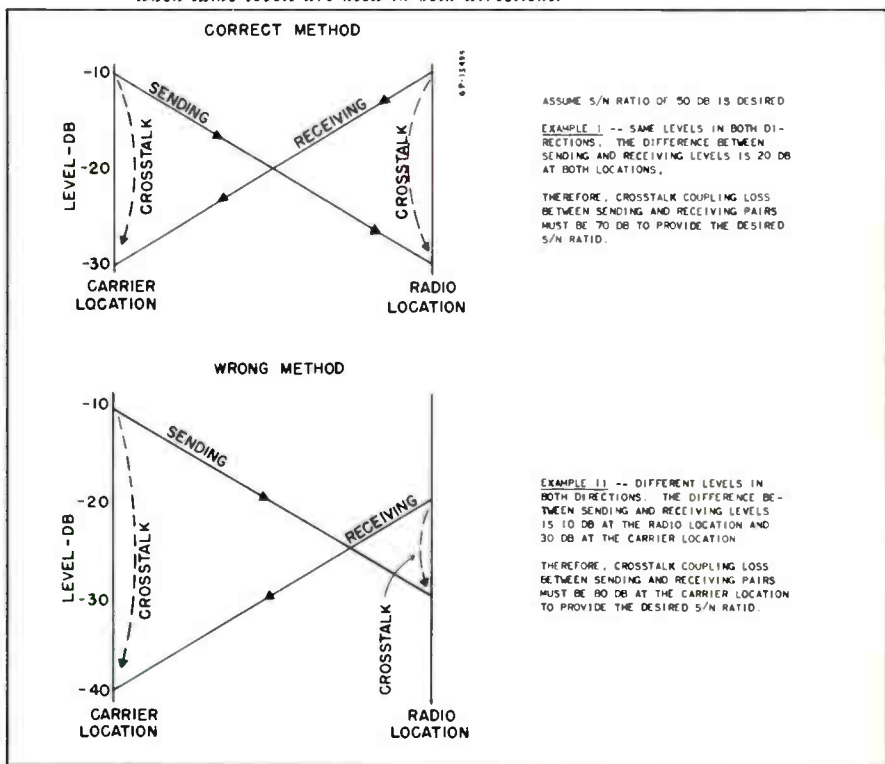 CORRECT METHOD
-10
-20
-30
LEVEL-DB
SENDING
RECEIVING
CROSSTALK
CROSSTALK
CARRIER
LOCATION
RADIO
LOCATION
ASSUME S/N RATIO OF 50 DB IS DESIRED
EXAMPLE I -- SAME LEVELS IN BOTH DI-
RECTIONS. THE DIFFERENCE BETWEEN
SENDING AND RECEIVING LEVELS IS 20 DB
AT BOTH LOCATIONS.
THEREFORE, CROSSTALK COUPLING LOSS
BETWEEN SENDING AND RECEIVING PAIRS
MUST BE 70 DB TO PROVIDE THE DESIRED
S/N RATIO.
WRONG METHOD
-10
-20
-30
-40
LEVEL-DB
SENDING
RECEIVING
CROSSTALK
CROSSTALK
CARRIER
LOCATION
RADIO
LOCATION
EXAMPLE II -- DIFFERENT LEVELS IN
BOTH DIRECTIONS. THE DIFFERENCE BE-
TWEEN SENDING AND RECEIVING LEVELS
IS 10 DB AT THE RADIO LOCATION AND
30 DB AT THE CARRIER LOCATION
THEREFORE, CROSSTALK COUPLING LOSS
BETWEEN SENDING AND RECEIVING PAIRS
MUST BE 80 DB AT THE CARRIER LOCATION
TO PROVIDE THE DESIRED S/N RATIO.